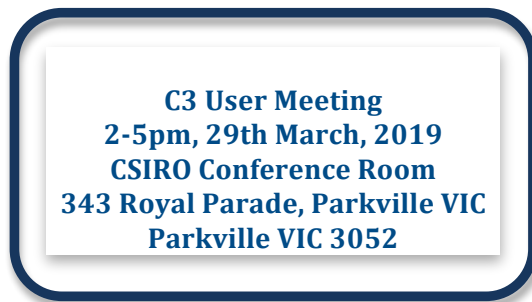 C3 User Meeting
2-5pm, 29th March, 2019
CSIRO Conference Room
343 Royal Parade, Parkville VIC
Parkville VIC 3052